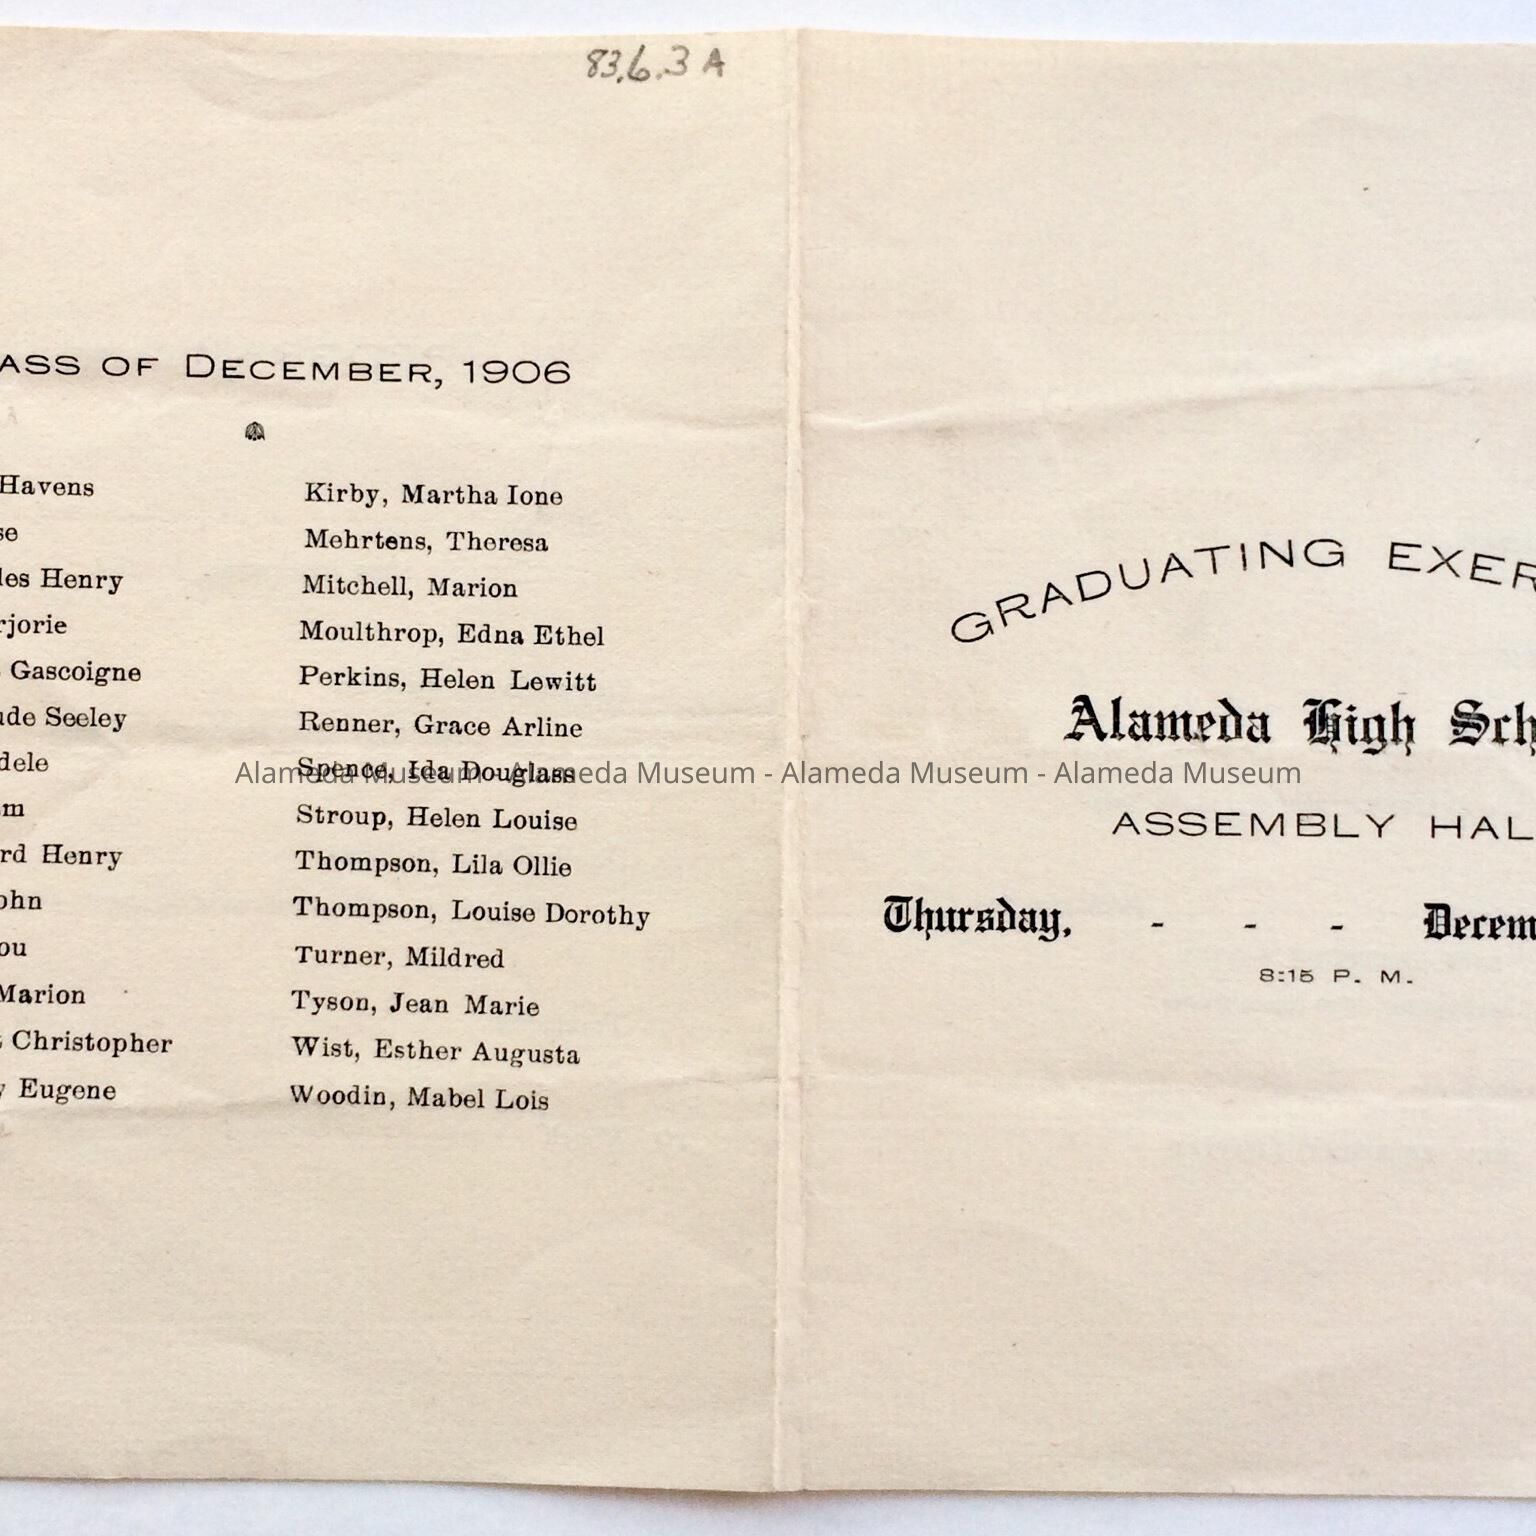 83.6.3 A
ASS OF DECEMBER, 1906
Havens
se
les Henry
rjorie
Gascoigne
ude Seeley
dele
m
rd Henry
ohn
ou
Marion
t Christopher
y Eugene
Kirby, Martha Ione
Mehrtens, Theresa
Mitchell, Marion
Moulthrop, Edna Ethel
Perkins, Helen Lewitt
Renner, Grace Arline
Spence, Ida Douglass
Stroup, Helen Louise
Thompson, Lila Ollie
Thompson, Louise Dorothy
Turner, Mildred
Tyson, Jean Marie
Wist, Esther Augusta
Woodin, Mabel Lois
GRADUATING EXER
Alameda High Sch
ASSEMBLY HAL
Thursday, - - - Decem
8:15 P. M.
Alameda Museum - Alameda Museum - Alameda Museum - Alameda Museum